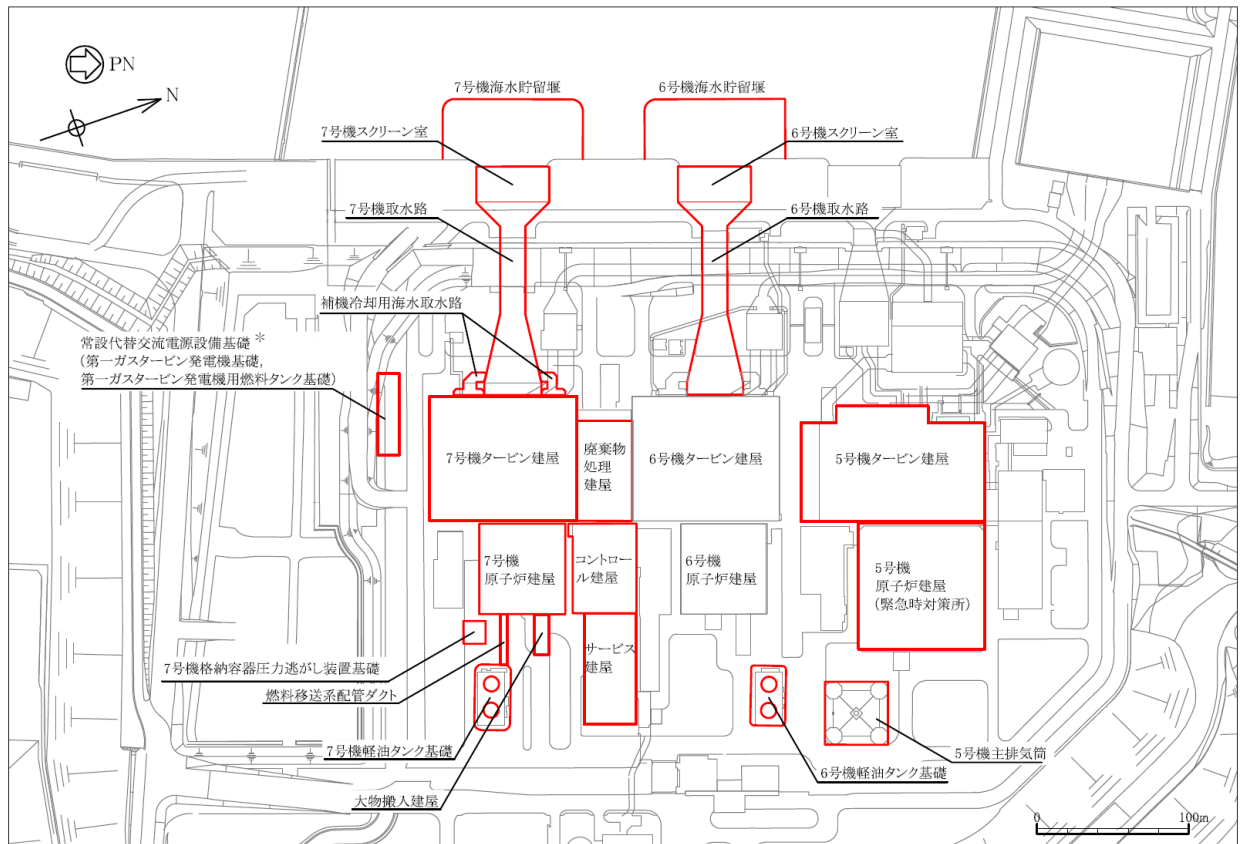 PN
N
7号機海水貯留堰
6号機海水貯留堰
7号機スクリーン室
6号機スクリーン室
7号機取水路
6号機取水路
補機冷却用海水取水路
常設代替交流電源設備基礎*
(第一ガスタービン発電機基礎,
第一ガスタービン発電機用燃料タンク基礎)
7号機タービン建屋
廃棄物
処理
建屋
6号機タービン建屋
5号機タービン建屋
7号機
原子炉建屋
コントロー
ル建屋
6号機
原子炉建屋
5号機
原子炉建屋
(緊急時対策所)
サービス
建屋
7号機格納容器圧力逃がし装置基礎
燃料移送系配管ダクト
7号機軽油タンク基礎
大物搬入建屋
5号機主排気筒
6号機軽油タンク基礎
0 100m